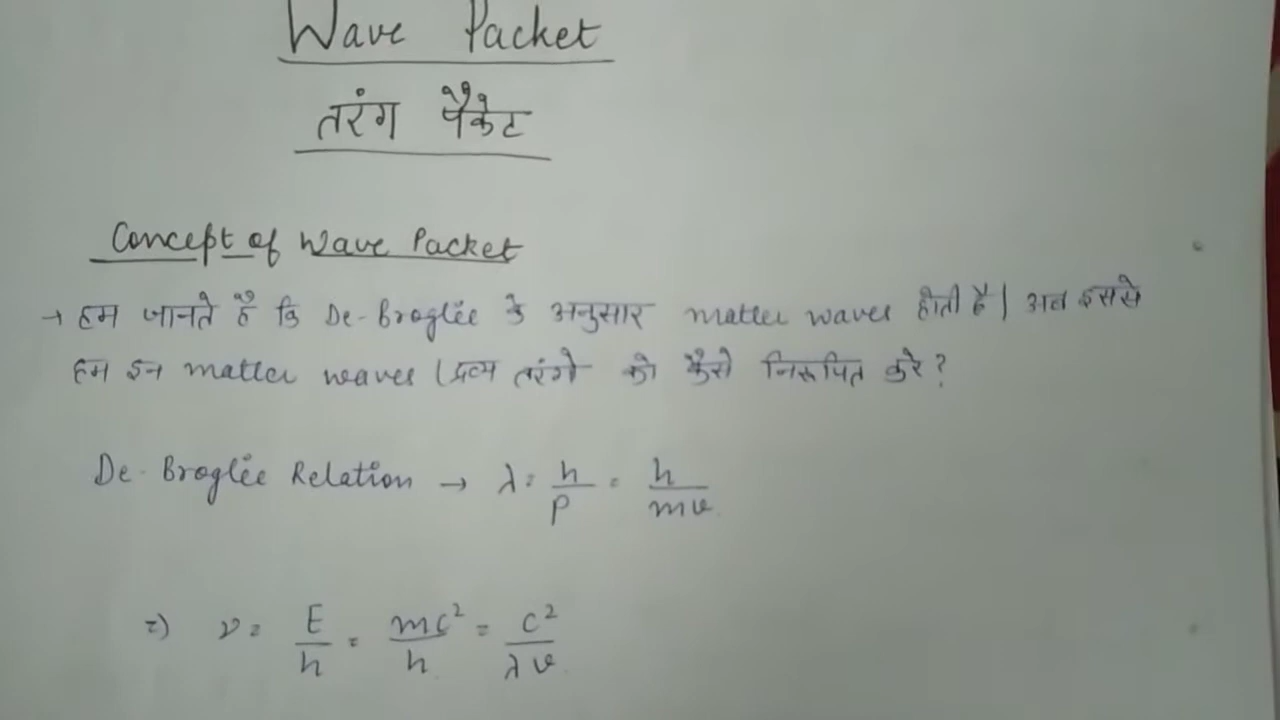 Wave Packet
तरंग पैकेट
Concept of Wave Packet
→ हम जानते है कि De-Broglie के अनुसार matter waves होती है| अब इससे
हम इन matter waves (द्रव्य तरंगो को कैसे निरूपित करे?
De-Broglie Relation → λ = h/p = h/mv
=) ν = E/h = mc²/h = c²/λv